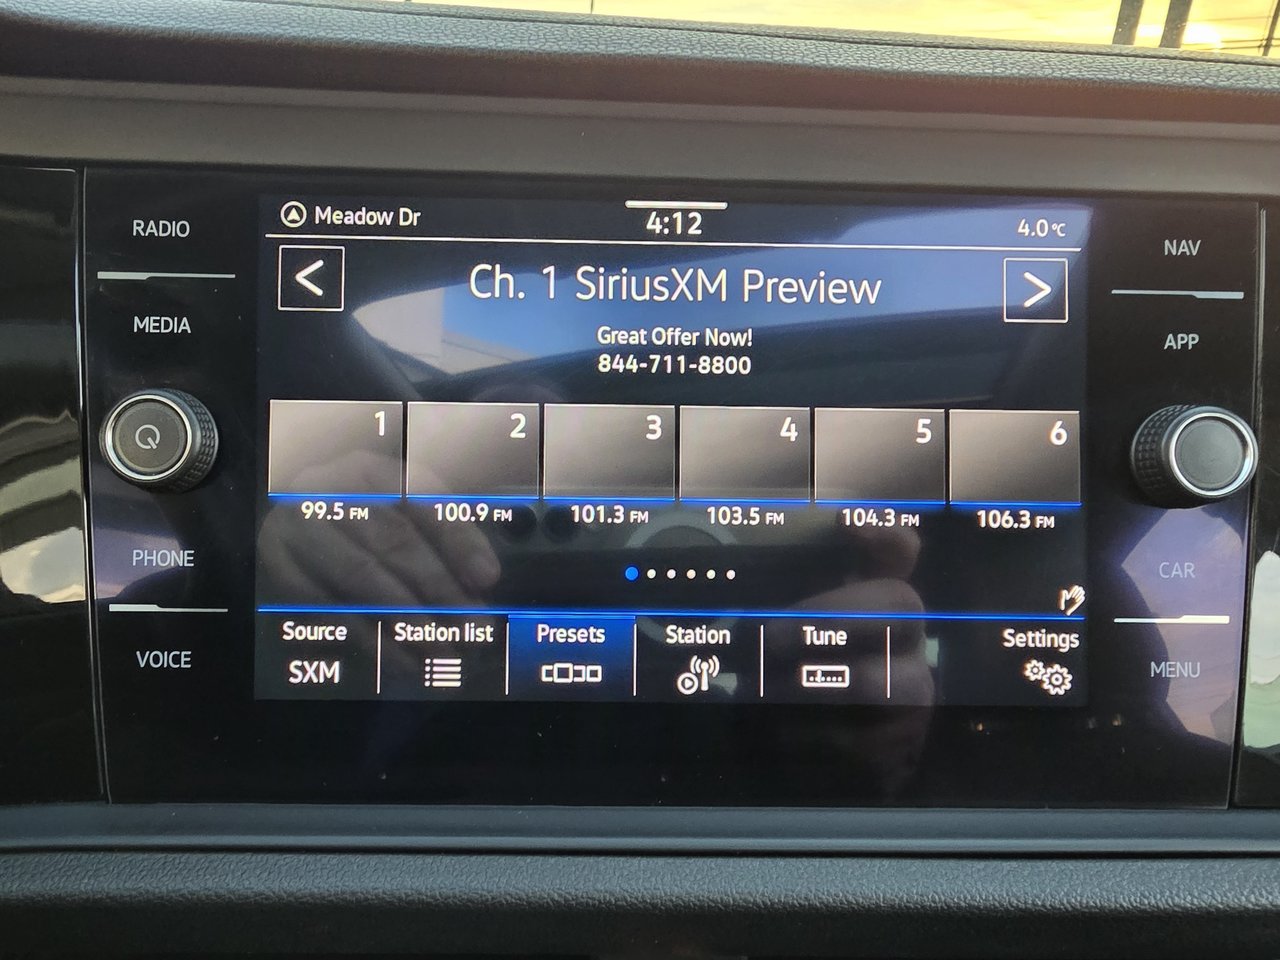 RADIO
MEDIA
PHONE
VOICE
Meadow Dr
4:12
4.0°C
<
Ch. 1 SiriusXM Preview
>
Great Offer Now!
844-711-8800
1 2 3 4 5 6
99.5 FM 100.9 FM 101.3 FM 103.5 FM 104.3 FM 106.3 FM
Source Station list Presets Station Tune Settings
SXM
NAV
APP
CAR
MENU